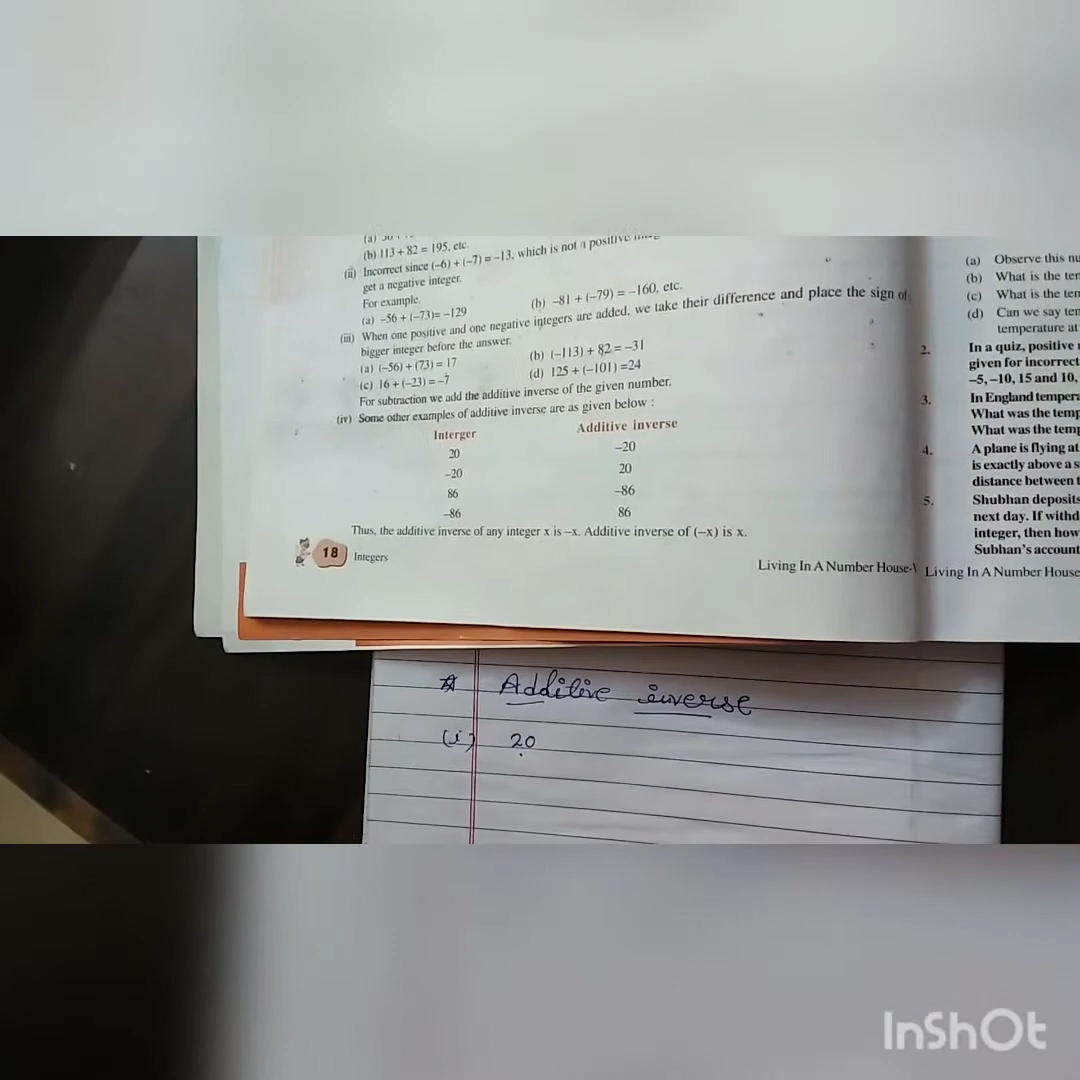 (b) 113 + 82 = 195, etc.
(ii) Incorrect since (–6) + (–7) = –13, which is not a positive
get a negative integer.
For example.
(a) –56 + (–73)= –129 (b) –81 + (–79) = –160, etc.
(iii) When one positive and one negative integers are added, we take their difference and place the sign of
bigger integer before the answer.
(a) (–56) + (73) = 17 (b) (–113) + 82 = –31
(c) 16 + (–23) = –7 (d) 125 + (–101) =24
For subtraction we add the additive inverse of the given number.
(iv) Some other examples of additive inverse are as given below :
Interger Additive inverse
20 –20
–20 20
86 –86
–86 86
Thus, the additive inverse of any integer x is –x. Additive inverse of (–x) is x.
18 Integers
Living In A Number House-V
(a) Observe this nu
(b) What is the ter
(c) What is the tem
(d) Can we say tem
temperature at
2. In a quiz, positive
given for incorrect
–5, –10, 15 and 10,
3. In England tempera
What was the temp
What was the temp
4. A plane is flying at
is exactly above a s
distance between t
5. Shubhan deposits
next day. If withd
integer, then how
Subhan's account
Living In A Number House
☆ Additive inverse
(i) 20
InShOt